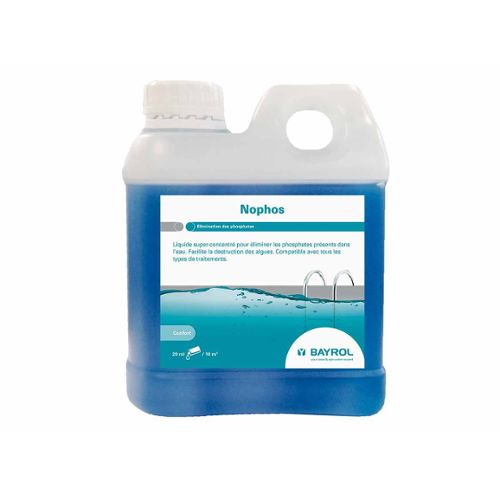 Nophos
Elimination des phosphates
Liquide super-concentré pour éliminer les phosphates présents dans
l'eau. Facilite la destruction des algues. Compatible avec tous les
types de traitements.
Confort
20 ml / 10 m³
BAYROL